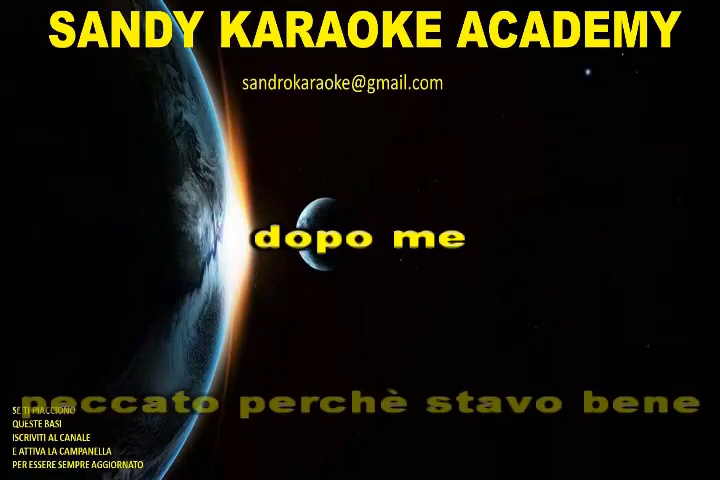 SANDY KARAOKE ACADEMY
sandrokaraoke@gmail.com
dopo me
peccato perchè stavo bene
SE TI PIACCIONO
QUESTE BASI
ISCRIVITI AL CANALE
E ATTIVA LA CAMPANELLA
PER ESSERE SEMPRE AGGIORNATO